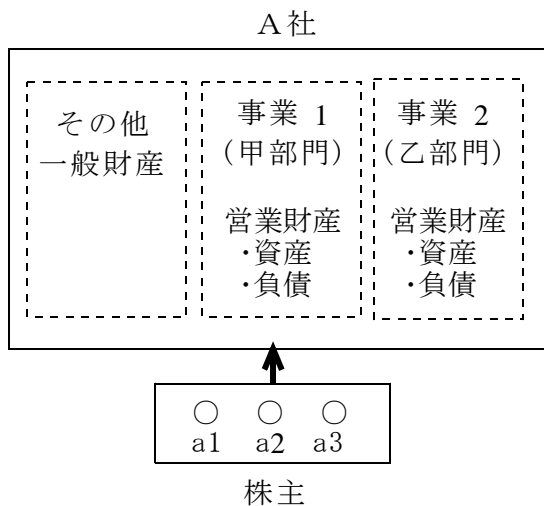 A社
その他
一般財産
事業 1
(甲部門)
営業財産
・資産
・負債
事業 2
(乙部門)
営業財産
・資産
・負債
○ ○ ○
a1 a2 a3
株主